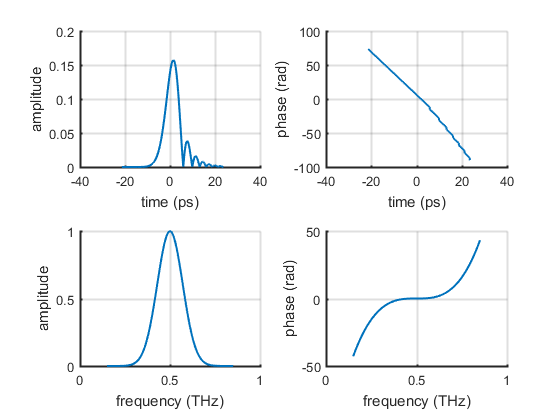 0.2
0.15
0.1
0.05
0
amplitude
-40 -20 0 20 40
time (ps)
100
50
0
-50
-100
phase (rad)
-40 -20 0 20 40
time (ps)
1
0.5
0
amplitude
0 0.5 1
frequency (THz)
50
0
-50
phase (rad)
0 0.5 1
frequency (THz)